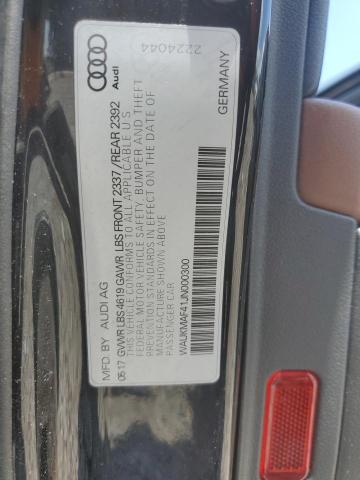 Audi
2224044
MFD. BY AUDI AG
05·17 GVWR LBS 4619 GAWR LBS FRONT 2337 / REAR 2392
THIS VEHICLE CONFORMS TO ALL APPLICABLE U S
FEDERAL MOTOR VEHICLE SAFETY, BUMPER AND THEFT
PREVENTION STANDARDS IN EFFECT ON THE DATE OF
MANUFACTURE SHOWN ABOVE.
PASSENGER CAR
WAUKMAF41JN000300
GERMANY